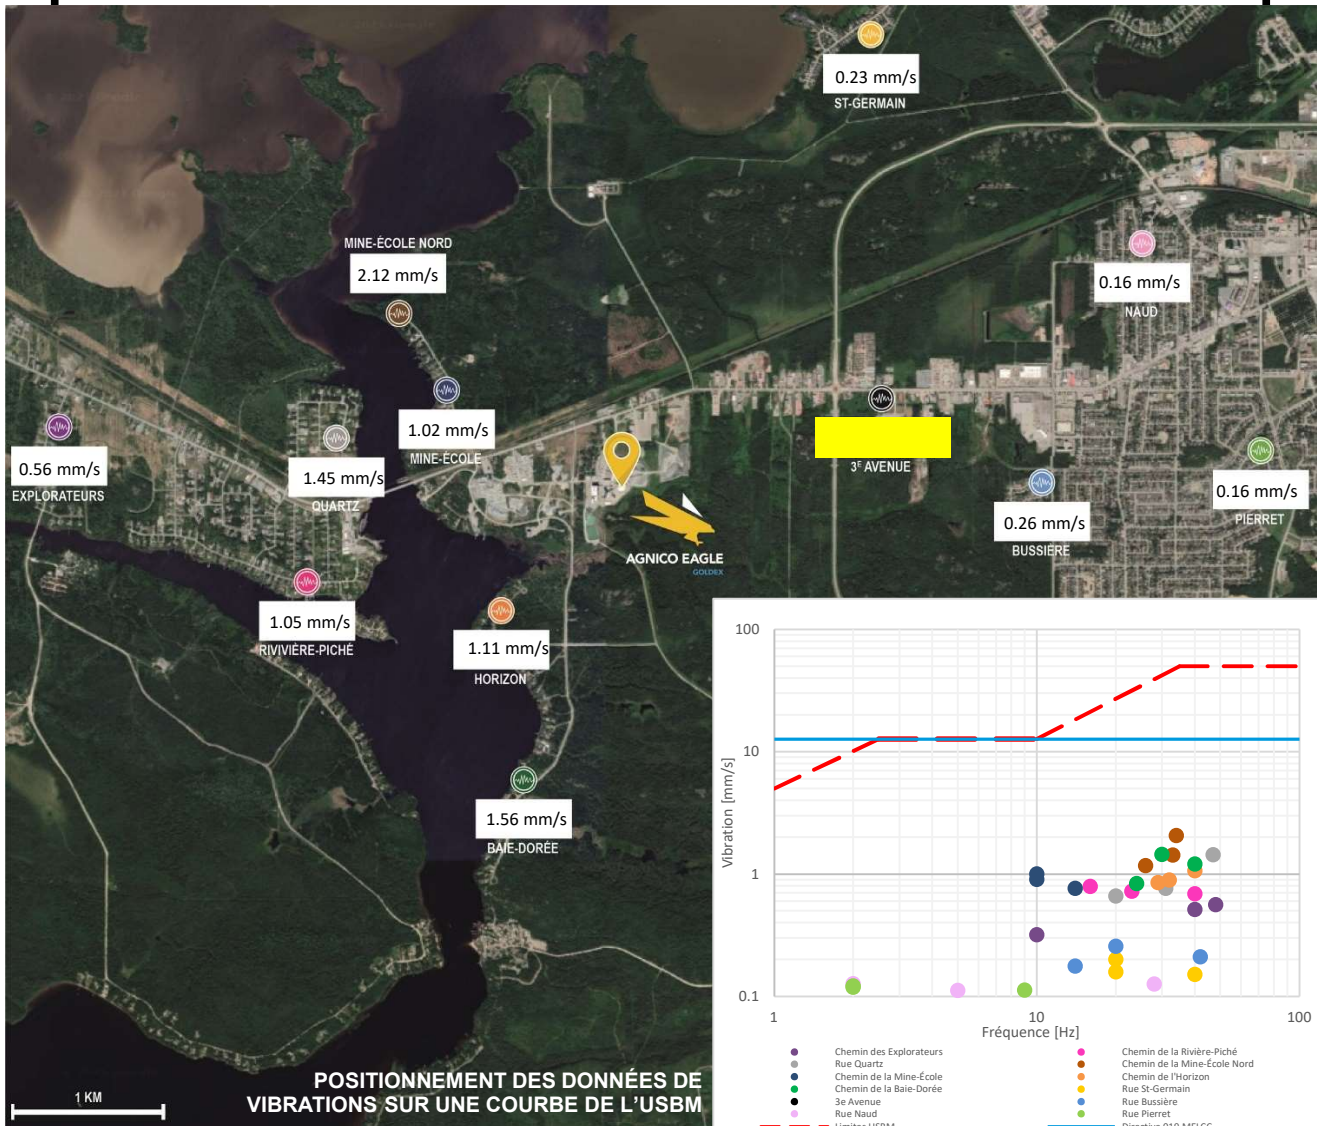 0.23 mm/s
ST-GERMAIN
MINE-ÉCOLE NORD
2.12 mm/s
0.16 mm/s
NAUD
1.02 mm/s
MINE-ÉCOLE
0.56 mm/s
EXPLORATEURS
1.45 mm/s
QUARTZ
3E AVENUE
0.16 mm/s
PIERRET
0.26 mm/s
BUSSIÈRE
AGNICO EAGLE
GOLDEX
1.05 mm/s
RIVIVIÈRE-PICHÉ
1.11 mm/s
HORIZON
1.56 mm/s
BAIE-DORÉE
POSITIONNEMENT DES DONNÉES DE
VIBRATIONS SUR UNE COURBE DE L'USBM
1 KM
100
10
1
0.1
Vibration [mm/s]
1
10
100
Fréquence [Hz]
Chemin des Explorateurs
Chemin de la Rivière-Piché
Rue Quartz
Chemin de la Mine-École Nord
Chemin de la Mine-École
Chemin de l'Horizon
Chemin de la Baie-Dorée
Rue St-Germain
3e Avenue
Rue Bussière
Rue Naud
Rue Pierret
Limites USBM
Directive 019 MELCC